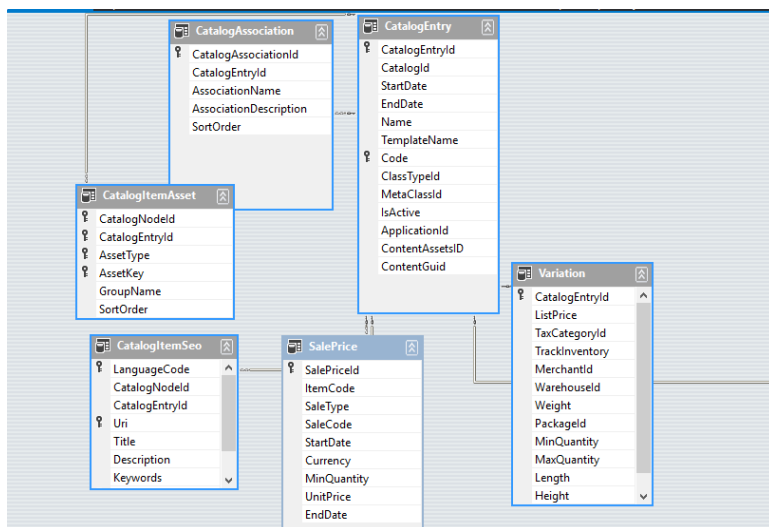 CatalogAssociation
CatalogAssociationId
CatalogEntryId
AssociationName
AssociationDescription
SortOrder
CatalogEntry
CatalogEntryId
CatalogId
StartDate
EndDate
Name
TemplateName
Code
ClassTypeId
MetaClassId
IsActive
ApplicationId
ContentAssetsID
ContentGuid
CatalogItemAsset
CatalogNodeId
CatalogEntryId
AssetType
AssetKey
GroupName
SortOrder
Variation
CatalogEntryId
ListPrice
TaxCategoryId
TrackInventory
MerchantId
WarehouseId
Weight
PackageId
MinQuantity
MaxQuantity
Length
Height
CatalogItemSeo
LanguageCode
CatalogNodeId
CatalogEntryId
Uri
Title
Description
Keywords
SalePrice
SalePriceId
ItemCode
SaleType
SaleCode
StartDate
Currency
MinQuantity
UnitPrice
EndDate